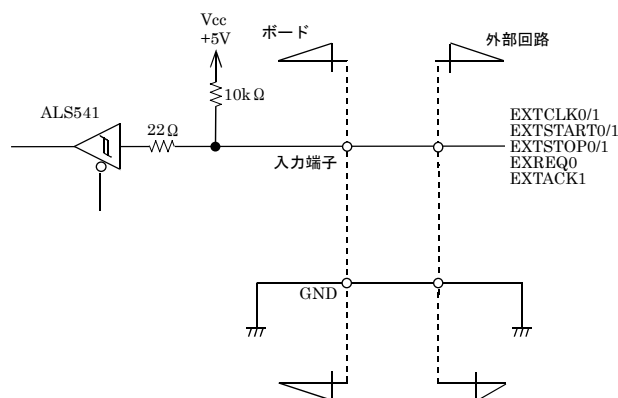 Vcc
+5V
ボード
外部回路
10kΩ
ALS541
22Ω
入力端子
EXTCLK0/1
EXTSTART0/1
EXTSTOP0/1
EXREQ0
EXTACK1
GND